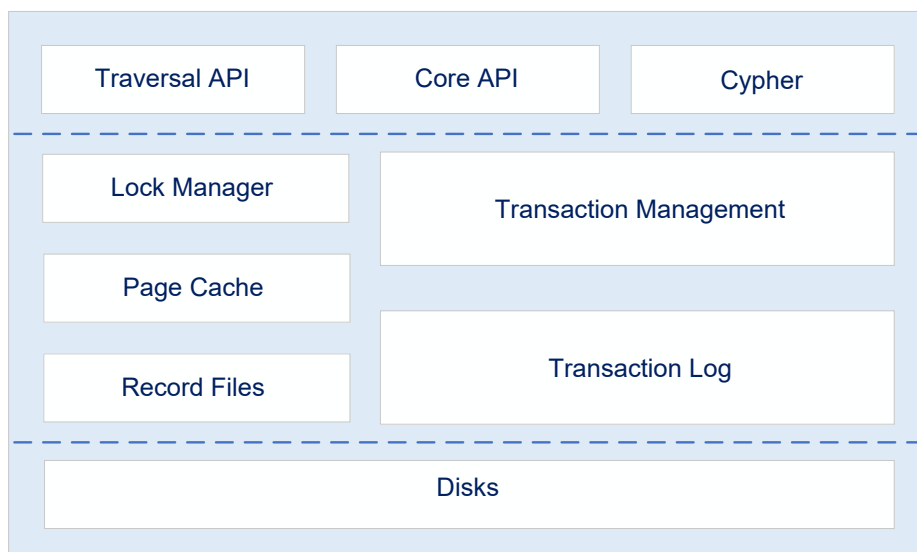 Traversal API
Core API
Cypher
Lock Manager
Transaction Management
Page Cache
Transaction Log
Record Files
Disks